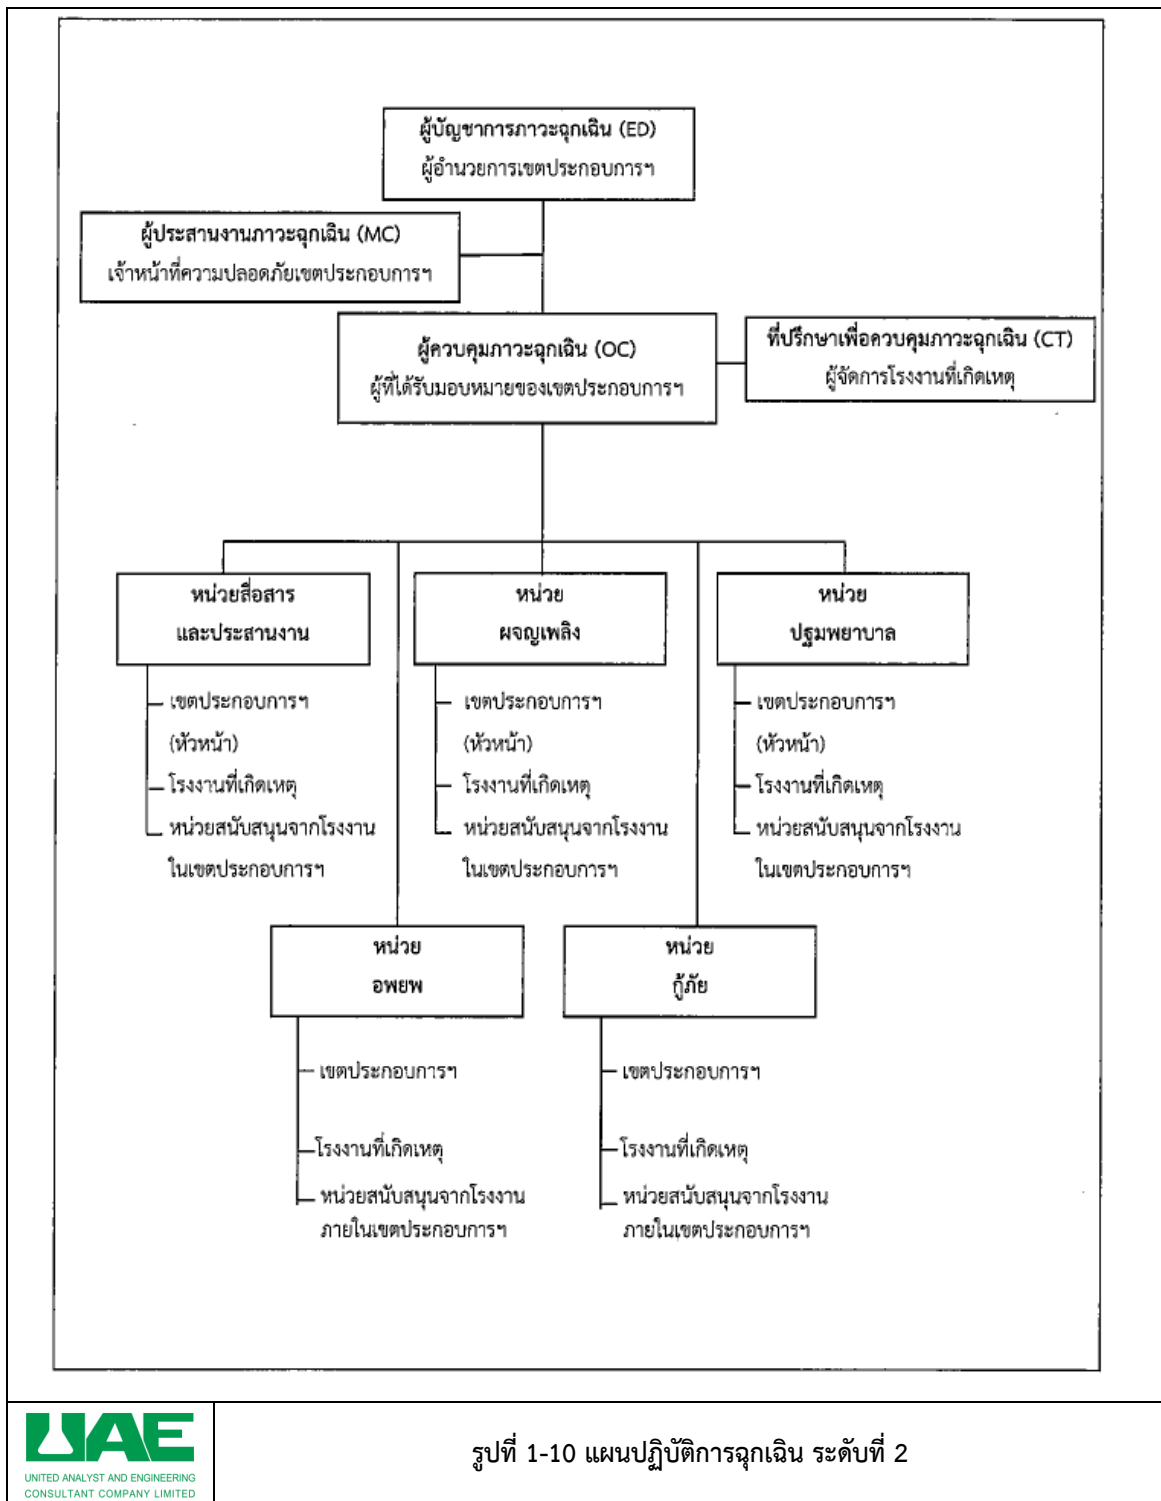 ผู้บัญชาการภาวะฉุกเฉิน (ED)
ผู้อำนวยการเขตประกอบการฯ
ผู้ประสานงานภาวะฉุกเฉิน (MC)
เจ้าหน้าที่ความปลอดภัยเขตประกอบการฯ
ผู้ควบคุมภาวะฉุกเฉิน (OC)
ผู้ที่ได้รับมอบหมายของเขตประกอบการฯ
ที่ปรึกษาเพื่อควบคุมภาวะฉุกเฉิน (CT)
ผู้จัดการโรงงานที่เกิดเหตุ
หน่วยสื่อสาร
และประสานงาน
เขตประกอบการฯ
(หัวหน้า)
โรงงานที่เกิดเหตุ
หน่วยสนับสนุนจากโรงงาน
ในเขตประกอบการฯ
หน่วย
ผจญเพลิง
เขตประกอบการฯ
(หัวหน้า)
โรงงานที่เกิดเหตุ
หน่วยสนับสนุนจากโรงงาน
ในเขตประกอบการฯ
หน่วย
ปฐมพยาบาล
เขตประกอบการฯ
(หัวหน้า)
โรงงานที่เกิดเหตุ
หน่วยสนับสนุนจากโรงงาน
ในเขตประกอบการฯ
หน่วย
อพยพ
เขตประกอบการฯ
โรงงานที่เกิดเหตุ
หน่วยสนับสนุนจากโรงงาน
ภายในเขตประกอบการฯ
หน่วย
กู้ภัย
เขตประกอบการฯ
โรงงานที่เกิดเหตุ
หน่วยสนับสนุนจากโรงงาน
ภายในเขตประกอบการฯ
UAE
UNITED ANALYST AND ENGINEERING
CONSULTANT COMPANY LIMITED
รูปที่ 1-10 แผนปฏิบัติการฉุกเฉิน ระดับที่ 2